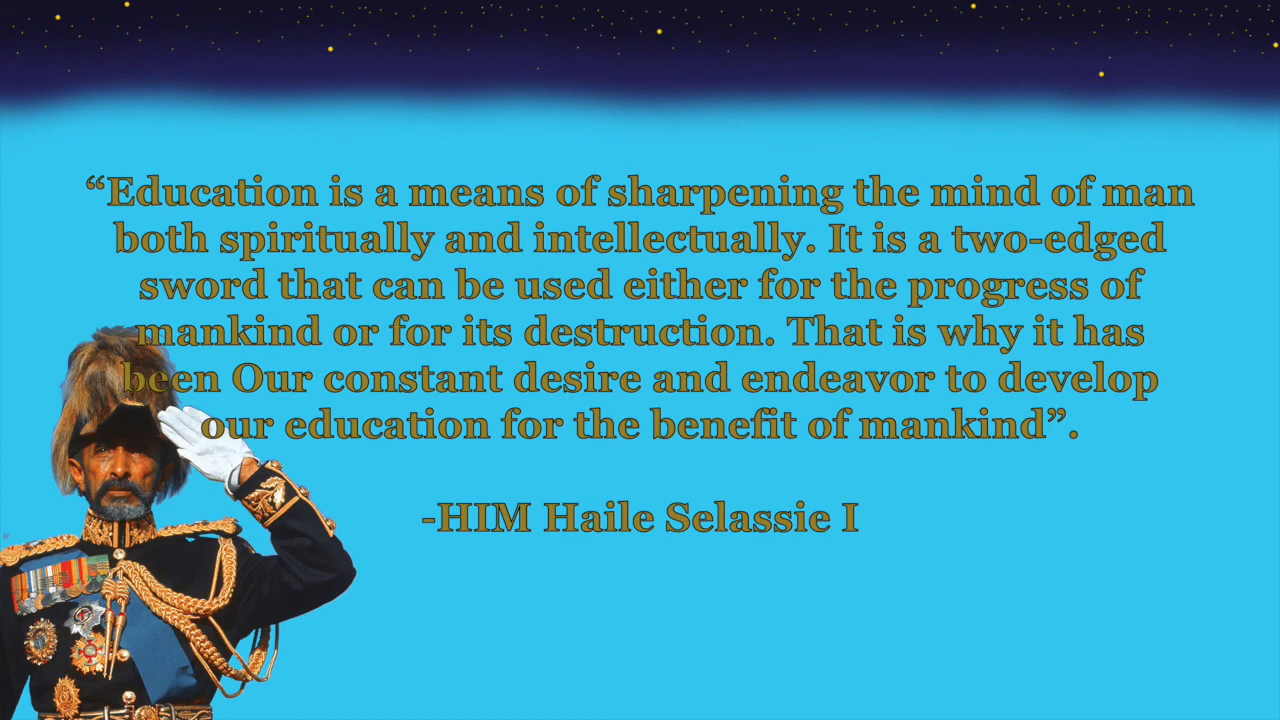 “Education is a means of sharpening the mind of man
both spiritually and intellectually. It is a two-edged
sword that can be used either for the progress of
mankind or for its destruction. That is why it has
been Our constant desire and endeavor to develop
our education for the benefit of mankind”.
-HIM Haile Selassie I